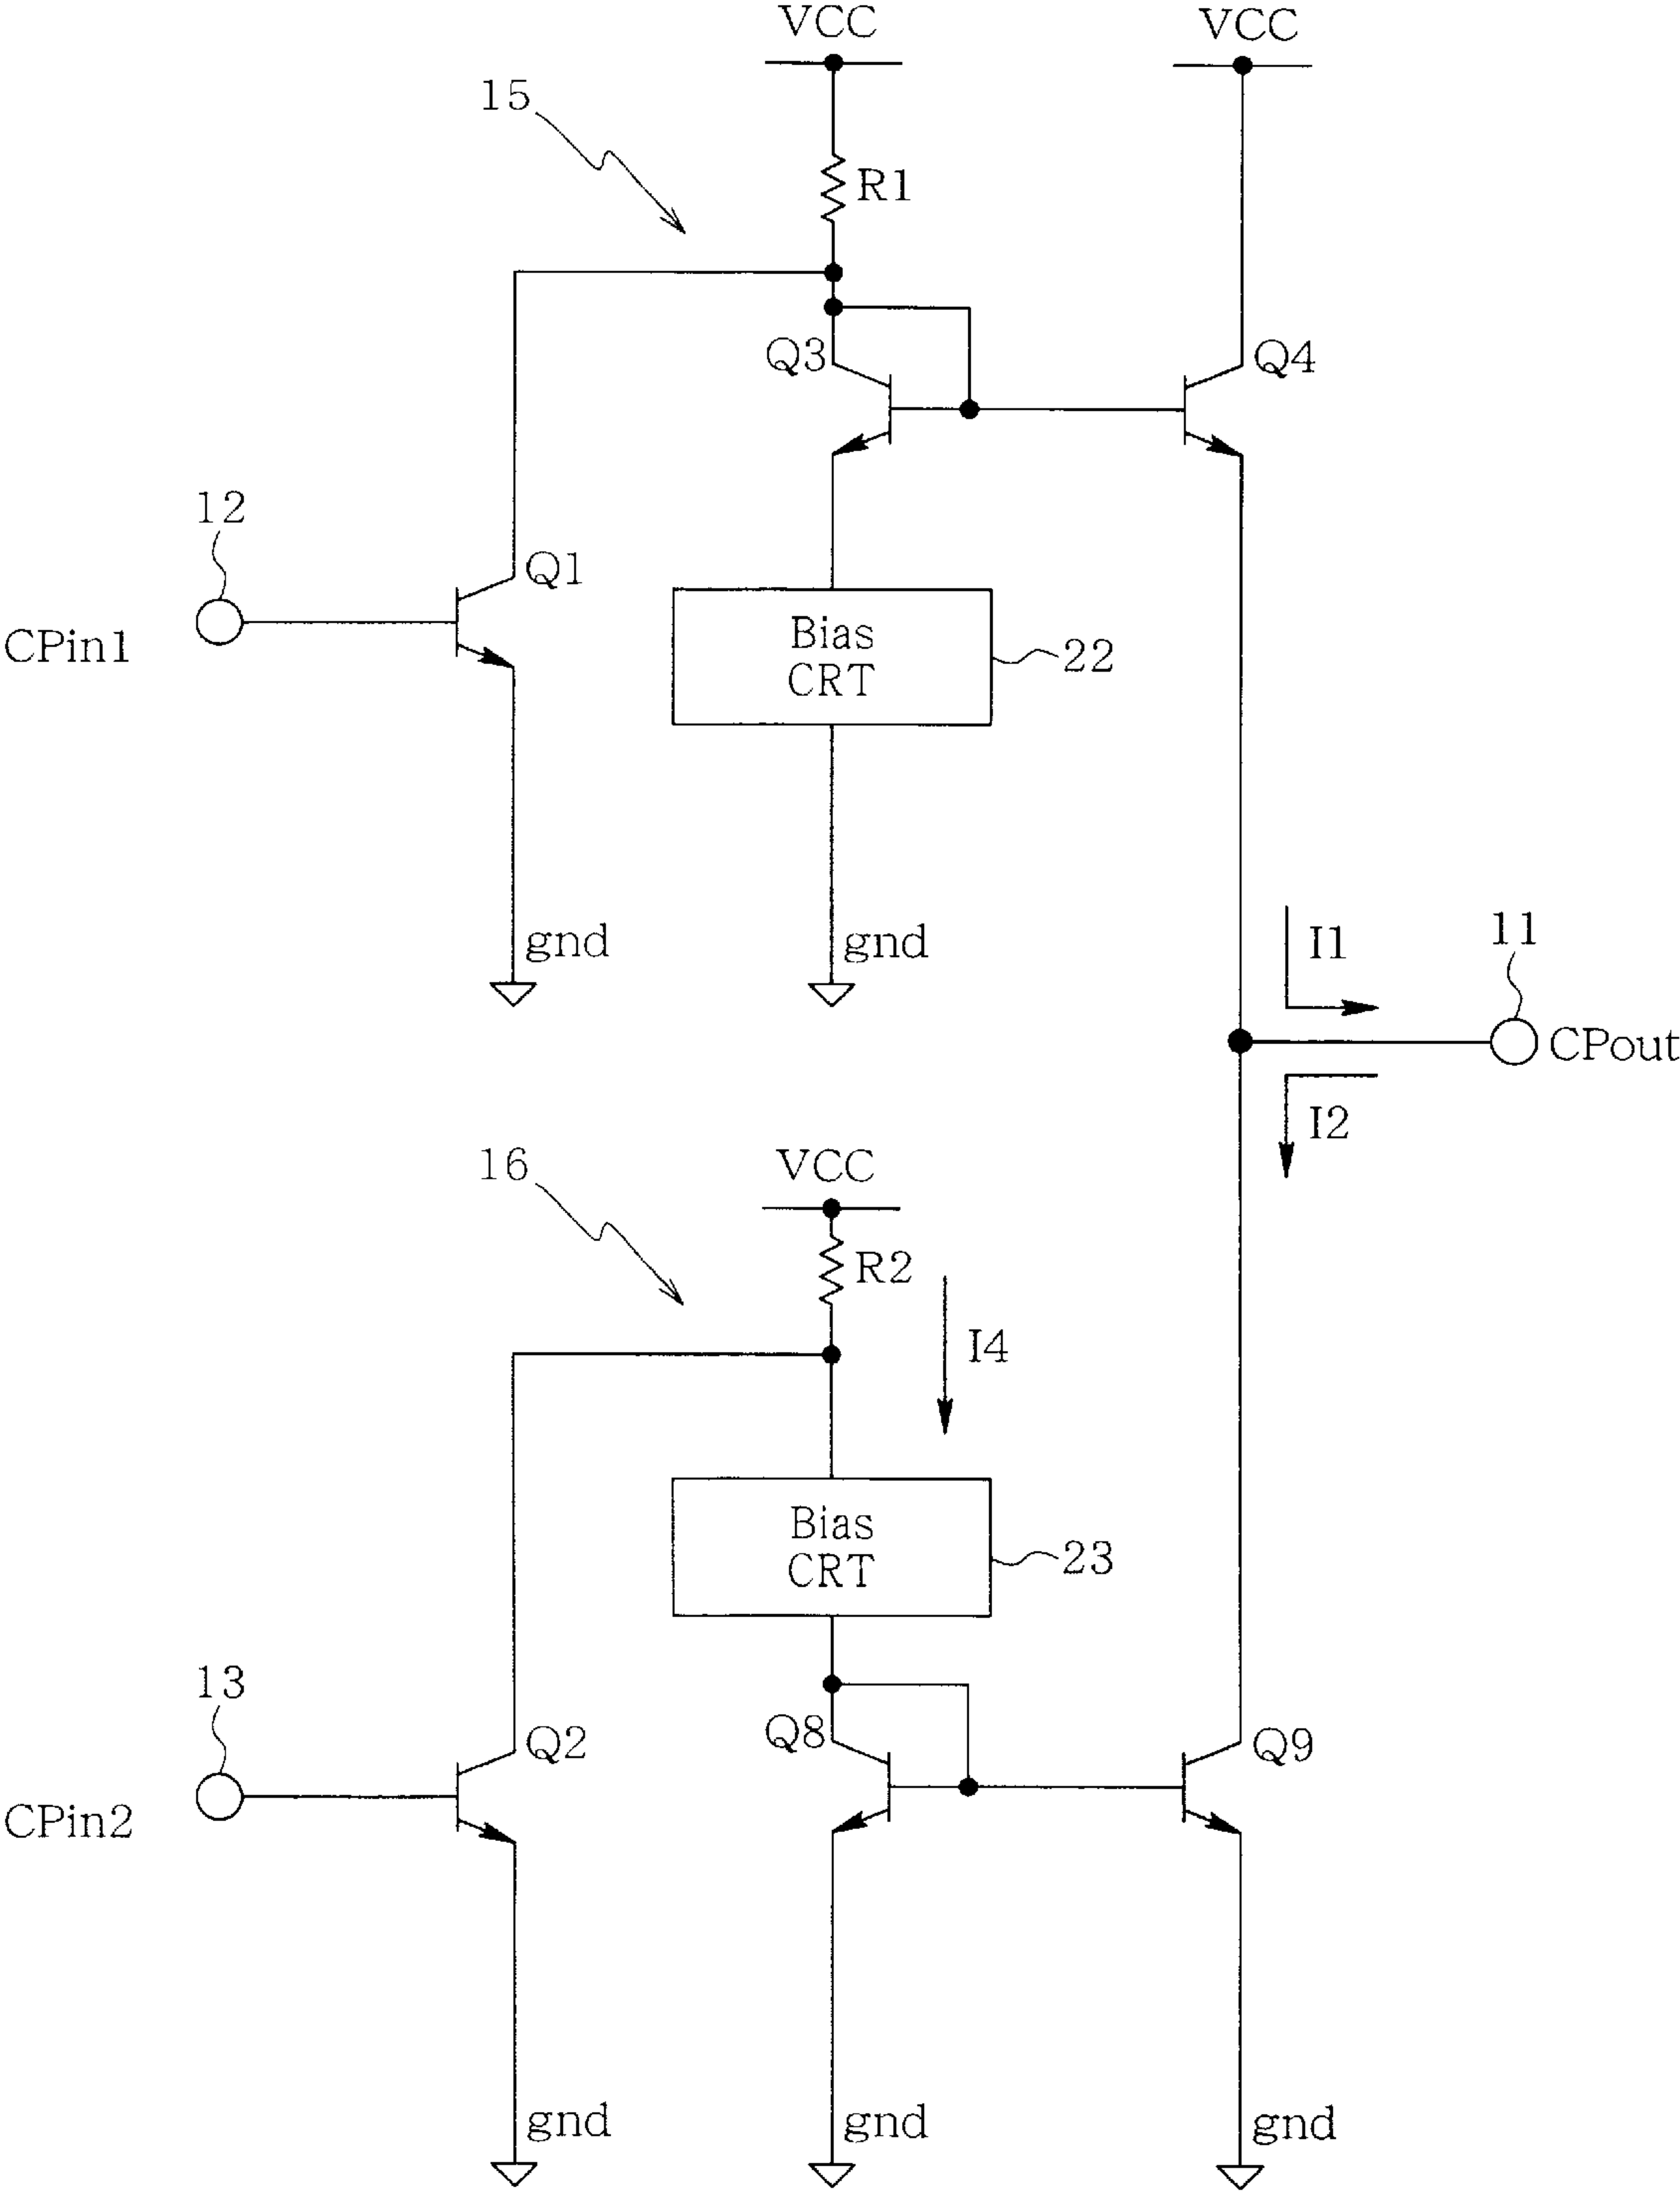 VCC
VCC
15
R1
Q3
Q4
12
Q1
CPin1
Bias
CRT
22
gnd
gnd
I1
11
CPout
I2
16
VCC
R2
I4
Bias
CRT
23
13
Q2
Q8
Q9
CPin2
gnd
gnd
gnd